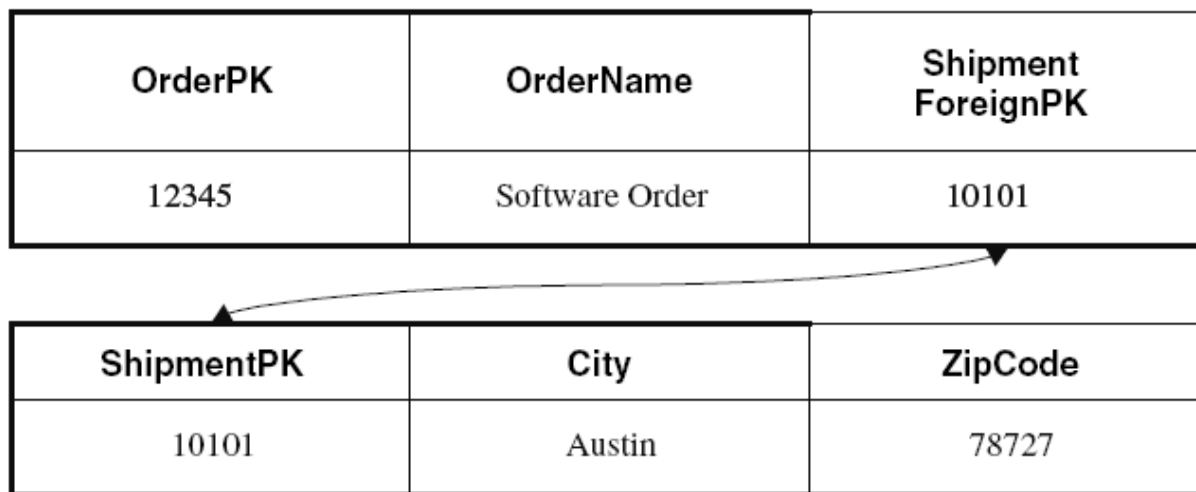 OrderPK OrderName Shipment
ForeignPK
12345 Software Order 10101
ShipmentPK City ZipCode
10101 Austin 78727